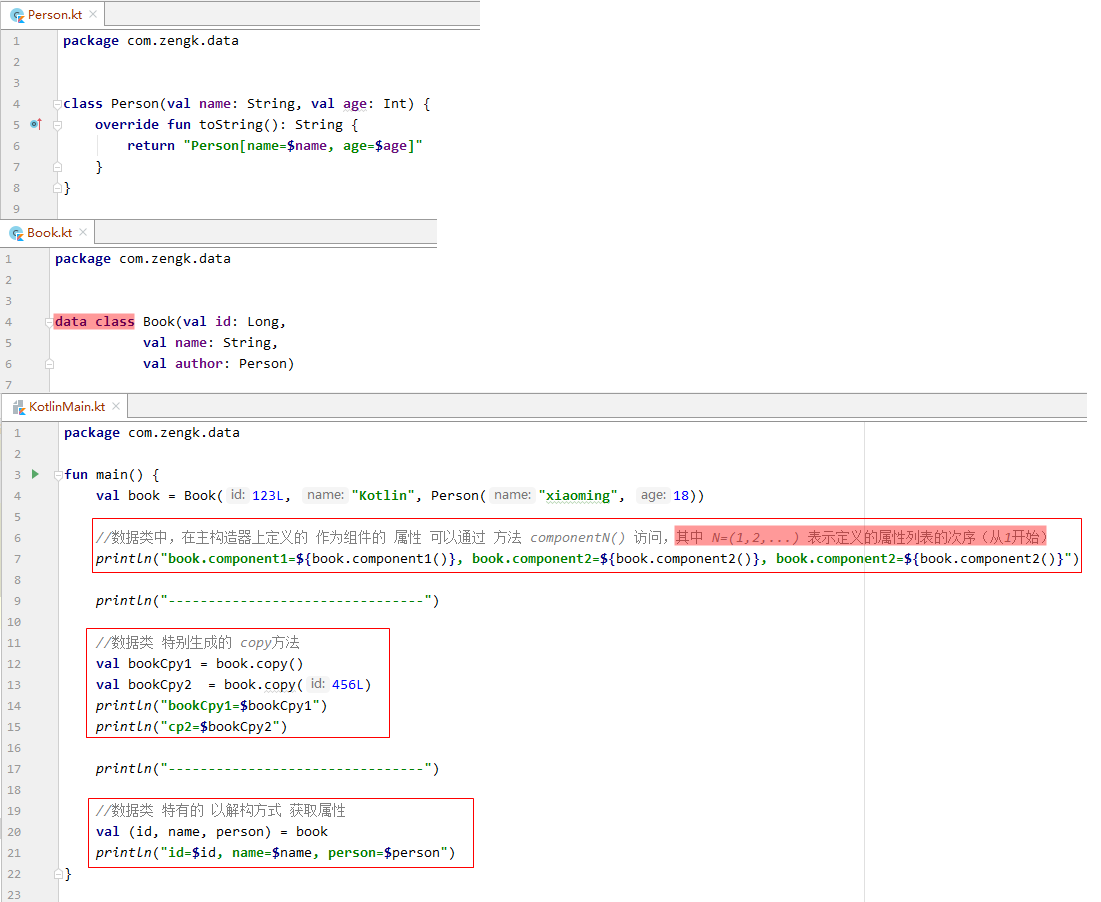 Person.kt
1 package com.zengk.data
2
3
4 class Person(val name: String, val age: Int) {
5     override fun toString(): String {
6         return "Person[name=$name, age=$age]"
7     }
8 }
9
Book.kt
1 package com.zengk.data
2
3
4 data class Book(val id: Long,
5            val name: String,
6            val author: Person)
7
KotlinMain.kt
1 package com.zengk.data
2
3 fun main() {
4     val book = Book( id: 123L,  name: "Kotlin", Person( name: "xiaoming",  age: 18))
5
6     //数据类中，在主构造器上定义的 作为组件的 属性 可以通过 方法 componentN() 访问，其中 N=(1,2,...) 表示定义的属性列表的次序（从1开始）
7     println("book.component1=${book.component1()}, book.component2=${book.component2()}, book.component2=${book.component2()}")
8
9     println("--------------------------------")
10
11     //数据类 特别生成的 copy方法
12     val bookCpy1 = book.copy()
13     val bookCpy2  = book.copy( id: 456L)
14     println("bookCpy1=$bookCpy1")
15     println("cp2=$bookCpy2")
16
17     println("--------------------------------")
18
19     //数据类 特有的 以解构方式 获取属性
20     val (id, name, person) = book
21     println("id=$id, name=$name, person=$person")
22 }
23